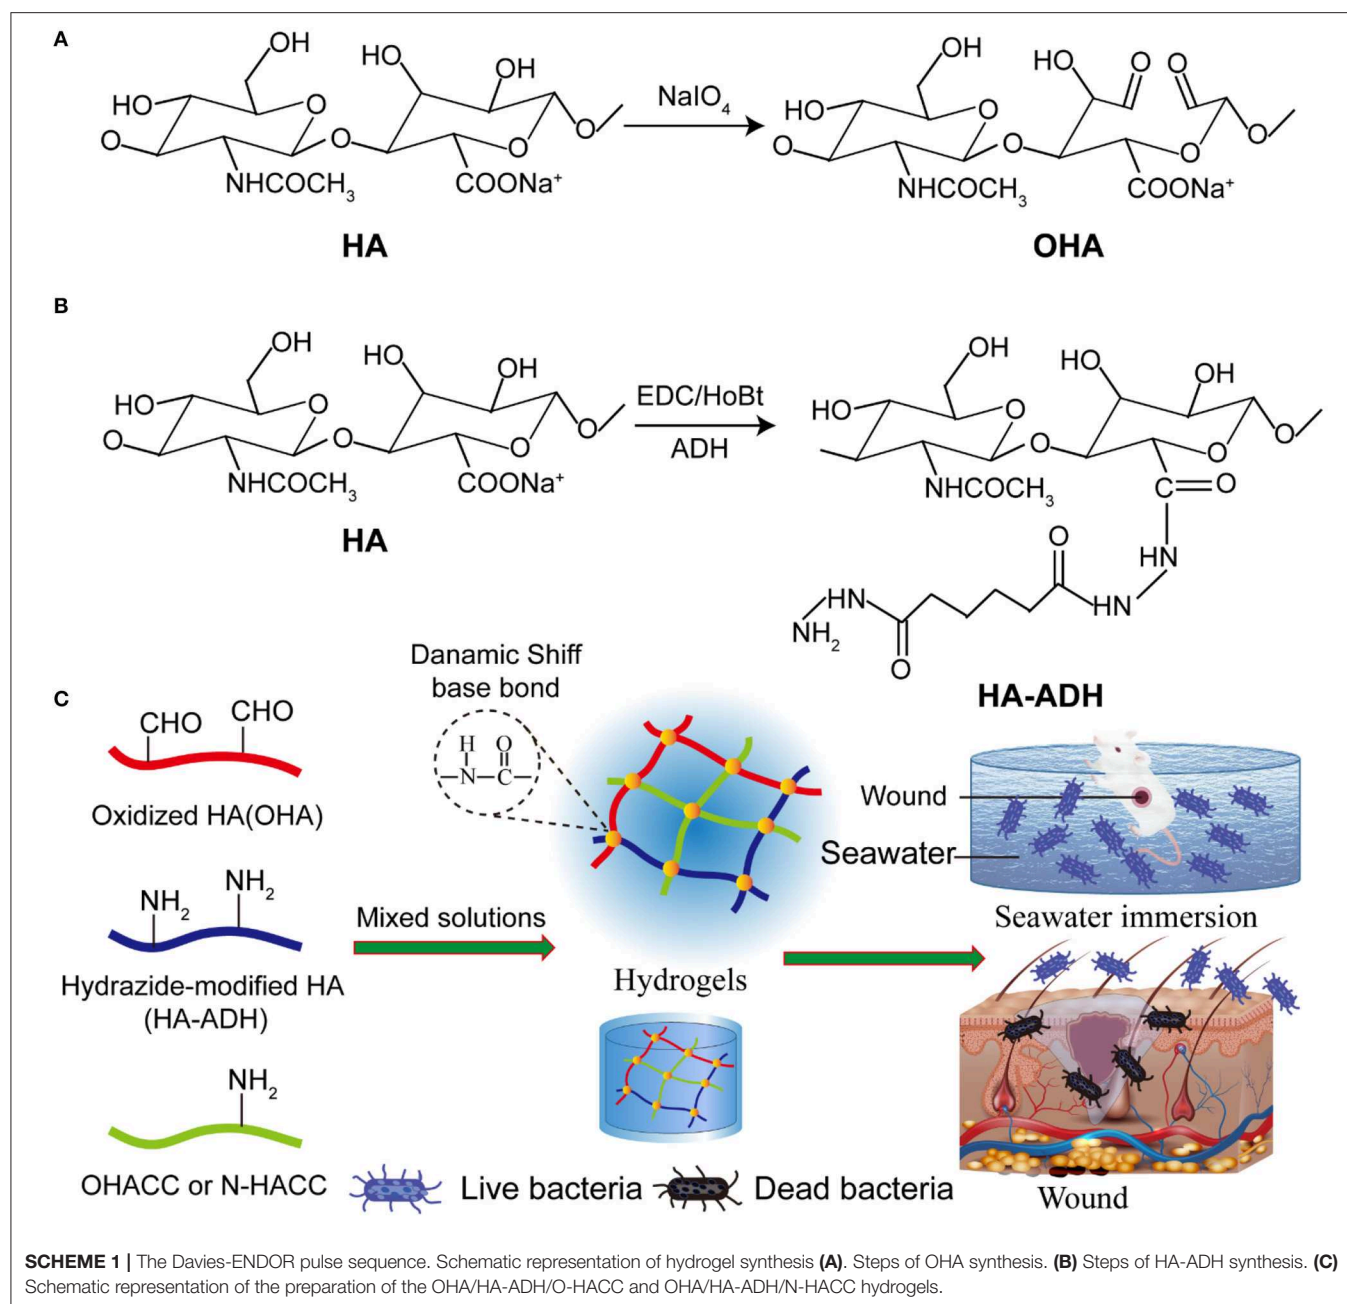 A
OH
HO
OH
HO
O
O
O
O
O
NHCOCH₃
COONa⁺
HA
NaIO₄
OH
HO
O
O
HO
O
O
O
O
O
NHCOCH₃
COONa⁺
OHA
B
OH
HO
OH
HO
O
O
O
O
O
NHCOCH₃
COONa⁺
HA
EDC/HoBt
ADH
OH
HO
OH
HO
O
O
O
O
NHCOCH₃
C
O
O
HN
HN
HN
NH₂
O
HA-ADH
C
CHO
CHO
Oxidized HA(OHA)
NH₂
NH₂
Hydrazide-modified HA
(HA-ADH)
NH₂
OHACC or N-HACC
Mixed solutions
Danamic Shiff
base bond
H O
N C
Hydrogels
Wound
Seawater
Seawater immersion
Wound
Live bacteria
Dead bacteria
SCHEME 1 | The Davies-ENDOR pulse sequence. Schematic representation of hydrogel synthesis (A). Steps of OHA synthesis. (B) Steps of HA-ADH synthesis. (C)
Schematic representation of the preparation of the OHA/HA-ADH/O-HACC and OHA/HA-ADH/N-HACC hydrogels.